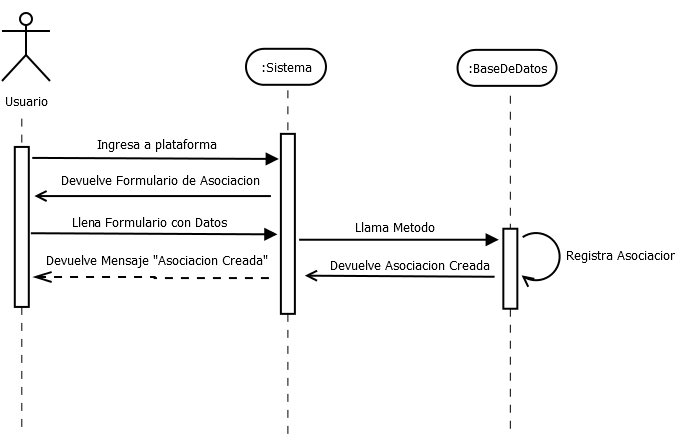 Usuario
:Sistema
:BaseDeDatos
Ingresa a plataforma
Devuelve Formulario de Asociacion
Llena Formulario con Datos
Llama Metodo
Registra Asociacion
Devuelve Mensaje "Asociacion Creada"
Devuelve Asociacion Creada